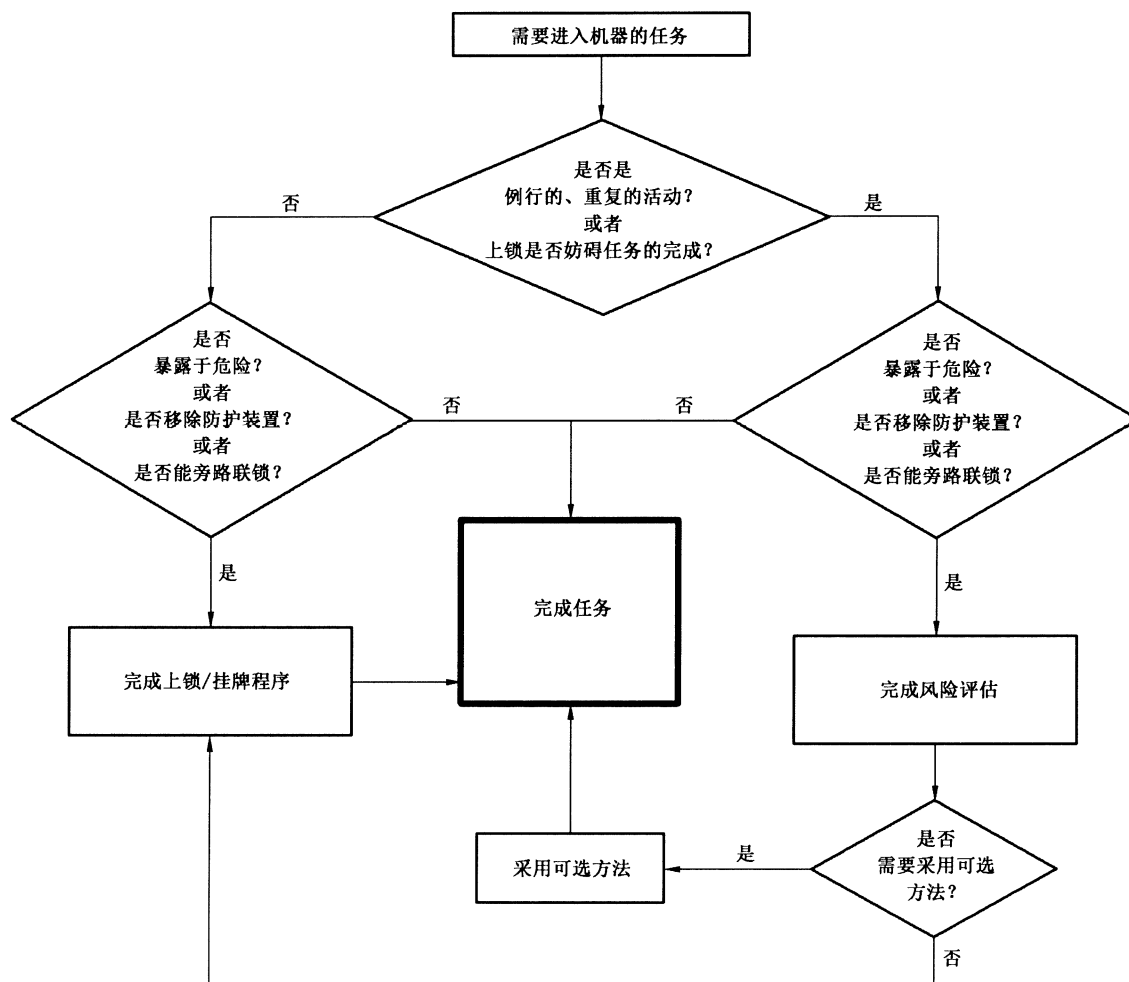 需要进入机器的任务
是否是
例行的、重复的活动?
或者
上锁是否妨碍任务的完成?
否
是
是否
暴露于危险?
或者
是否移除防护装置?
或者
是否能旁路联锁?
否
否
是否
暴露于危险?
或者
是否移除防护装置?
或者
是否能旁路联锁?
是
完成任务
是
完成上锁/挂牌程序
完成风险评估
采用可选方法
是
是否
需要采用可选
方法?
否